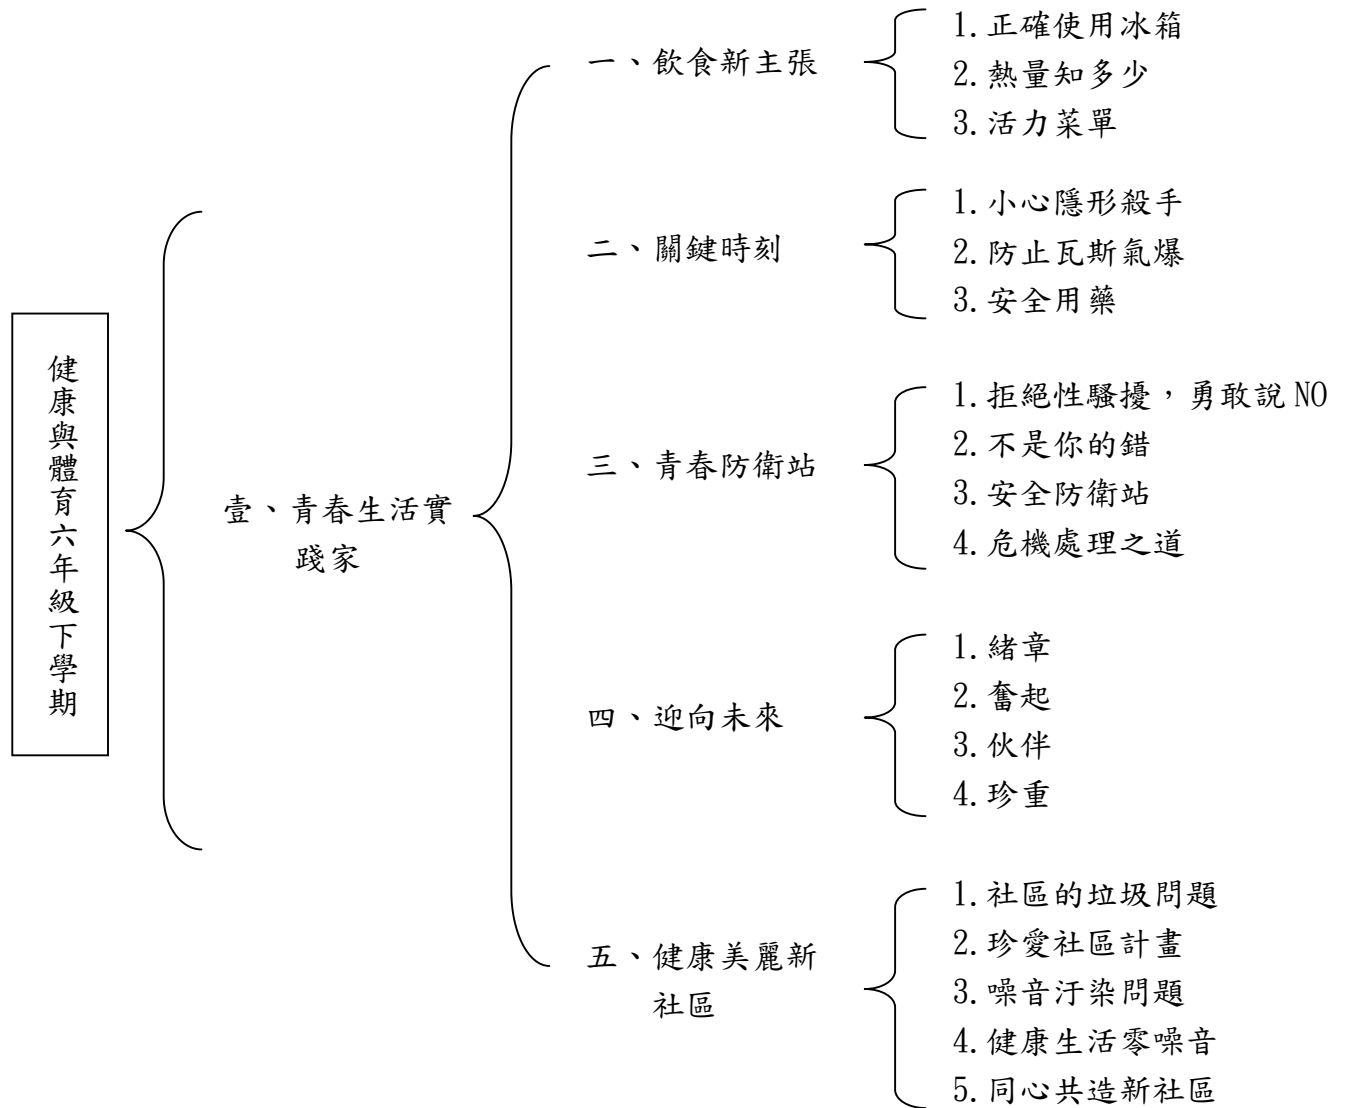 健康與體育六年級下學期
壹、青春生活實
踐家
一、飲食新主張
1.正確使用冰箱
2.熱量知多少
3.活力菜單
二、關鍵時刻
1.小心隱形殺手
2.防止瓦斯氣爆
3.安全用藥
三、青春防衛站
1.拒絕性騷擾，勇敢說 NO
2.不是你的錯
3.安全防衛站
4.危機處理之道
四、迎向未來
1.緒章
2.奮起
3.伙伴
4.珍重
五、健康美麗新
社區
1.社區的垃圾問題
2.珍愛社區計畫
3.噪音汙染問題
4.健康生活零噪音
5.同心共造新社區